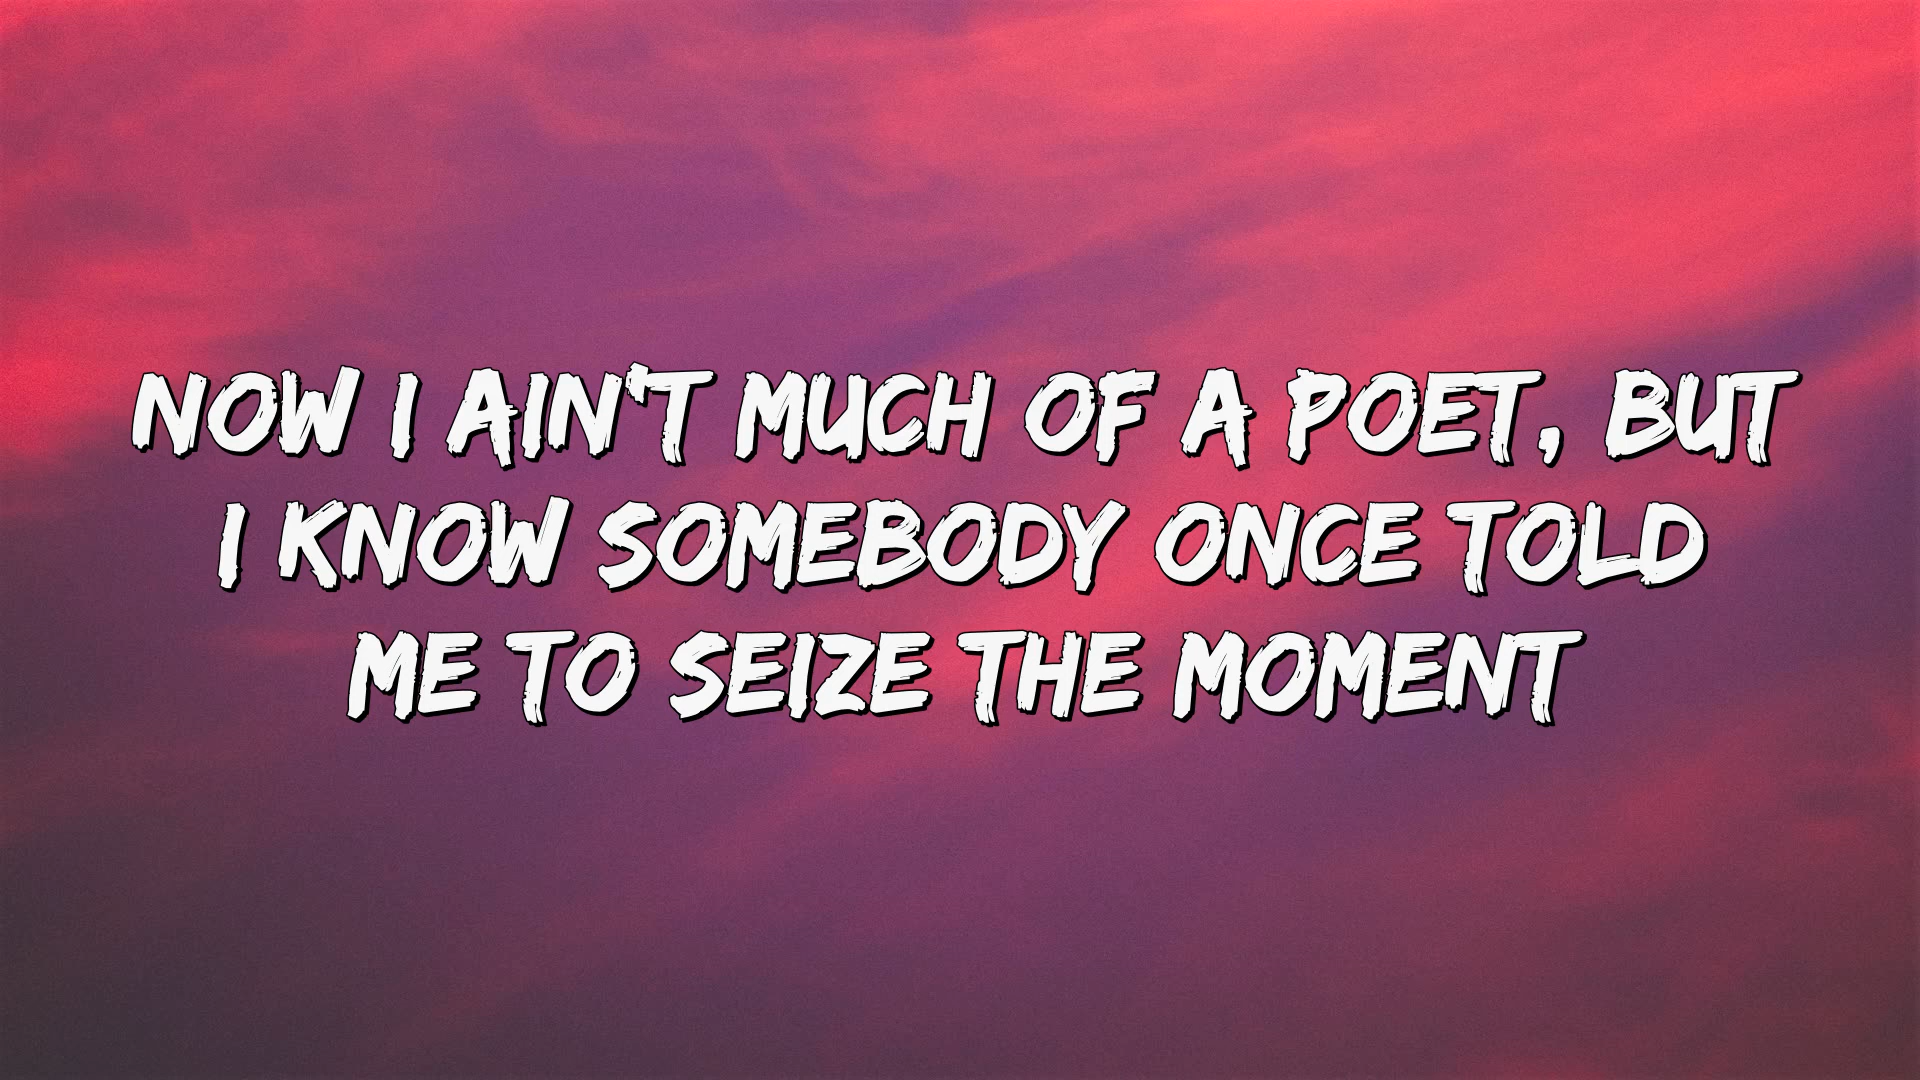 NOW I AIN'T MUCH OF A POET, BUT
I KNOW SOMEBODY ONCE TOLD
ME TO SEIZE THE MOMENT